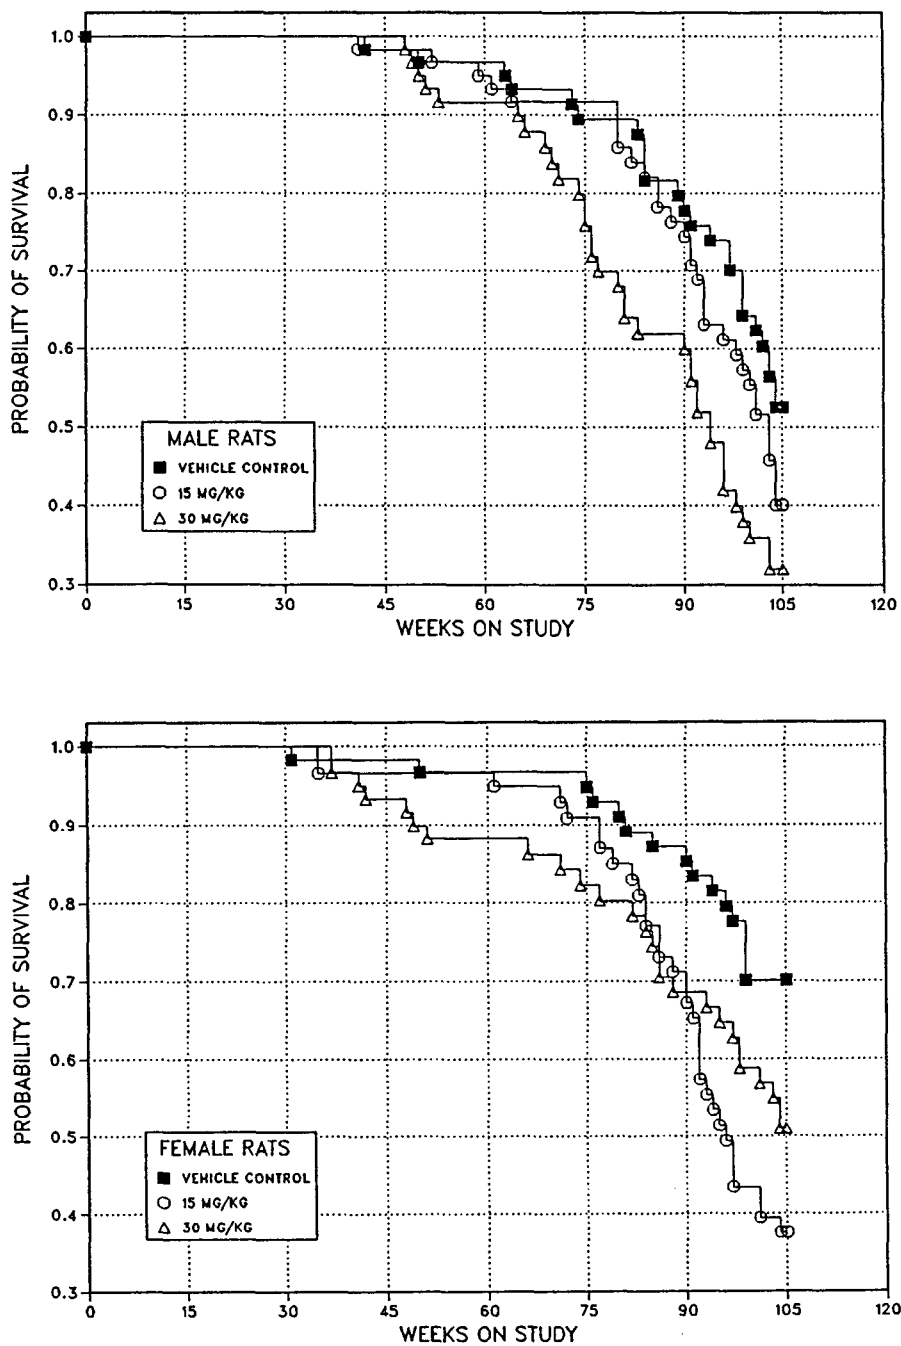 1.0
0.9
0.8
0.7
0.6
0.5
0.4
0.3
PROBABILITY OF SURVIVAL
MALE RATS
VEHICLE CONTROL
15 MG/KG
30 MG/KG
0 15 30 45 60 75 90 105 120
WEEKS ON STUDY
1.0
0.9
0.8
0.7
0.6
0.5
0.4
0.3
PROBABILITY OF SURVIVAL
FEMALE RATS
VEHICLE CONTROL
15 MG/KG
30 MG/KG
0 15 30 45 60 75 90 105 120
WEEKS ON STUDY